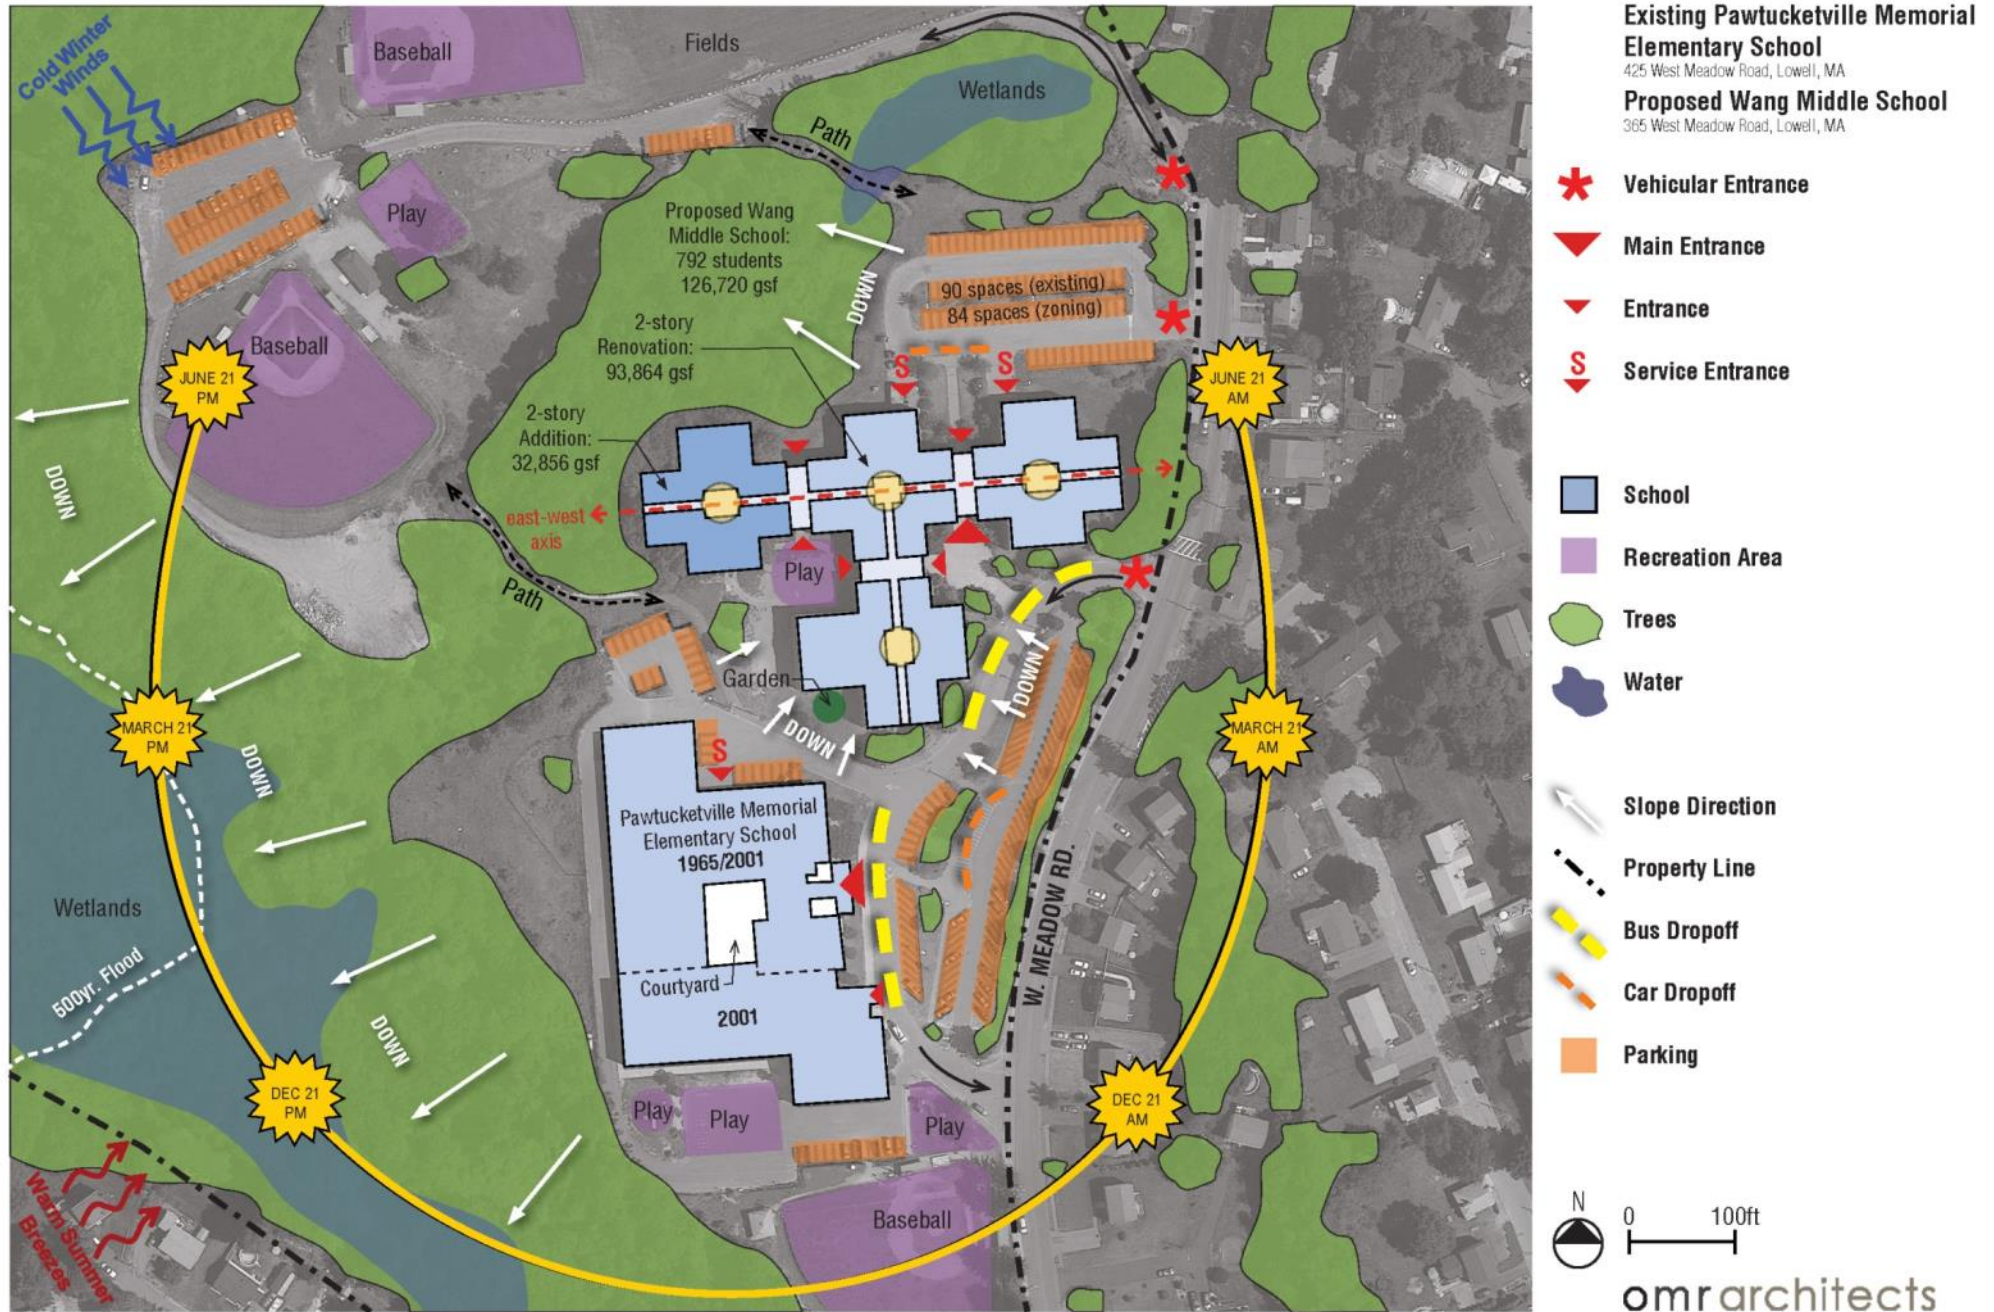 Existing Pawtucketville Memorial
Elementary School
425 West Meadow Road, Lowell, MA
Proposed Wang Middle School
365 West Meadow Road, Lowell, MA
Vehicular Entrance
Main Entrance
Entrance
S
Service Entrance
School
Recreation Area
Trees
Water
Slope Direction
Property Line
Bus Dropoff
Car Dropoff
Parking
N
0 100ft
omrarchitects
Cold Winter
Winds
Baseball
Fields
Wetlands
Path
Play
Proposed Wang
Middle School:
792 students
126,720 gsf
DOWN
90 spaces (existing)
84 spaces (zoning)
2-story
Renovation:
93,864 gsf
S
S
Baseball
JUNE 21
PM
JUNE 21
AM
2-story
Addition:
32,856 gsf
DOWN
east-west
axis
Path
Play
DOWN
Garden
DOWN
MARCH 21
PM
MARCH 21
AM
DOWN
S
Pawtucketville Memorial
Elementary School
1965/2001
W. MEADOW RD.
Wetlands
500yr. Flood
Courtyard
2001
DOWN
DEC 21
PM
DEC 21
AM
Play
Play
Play
Warm Summer
Breezes
Baseball